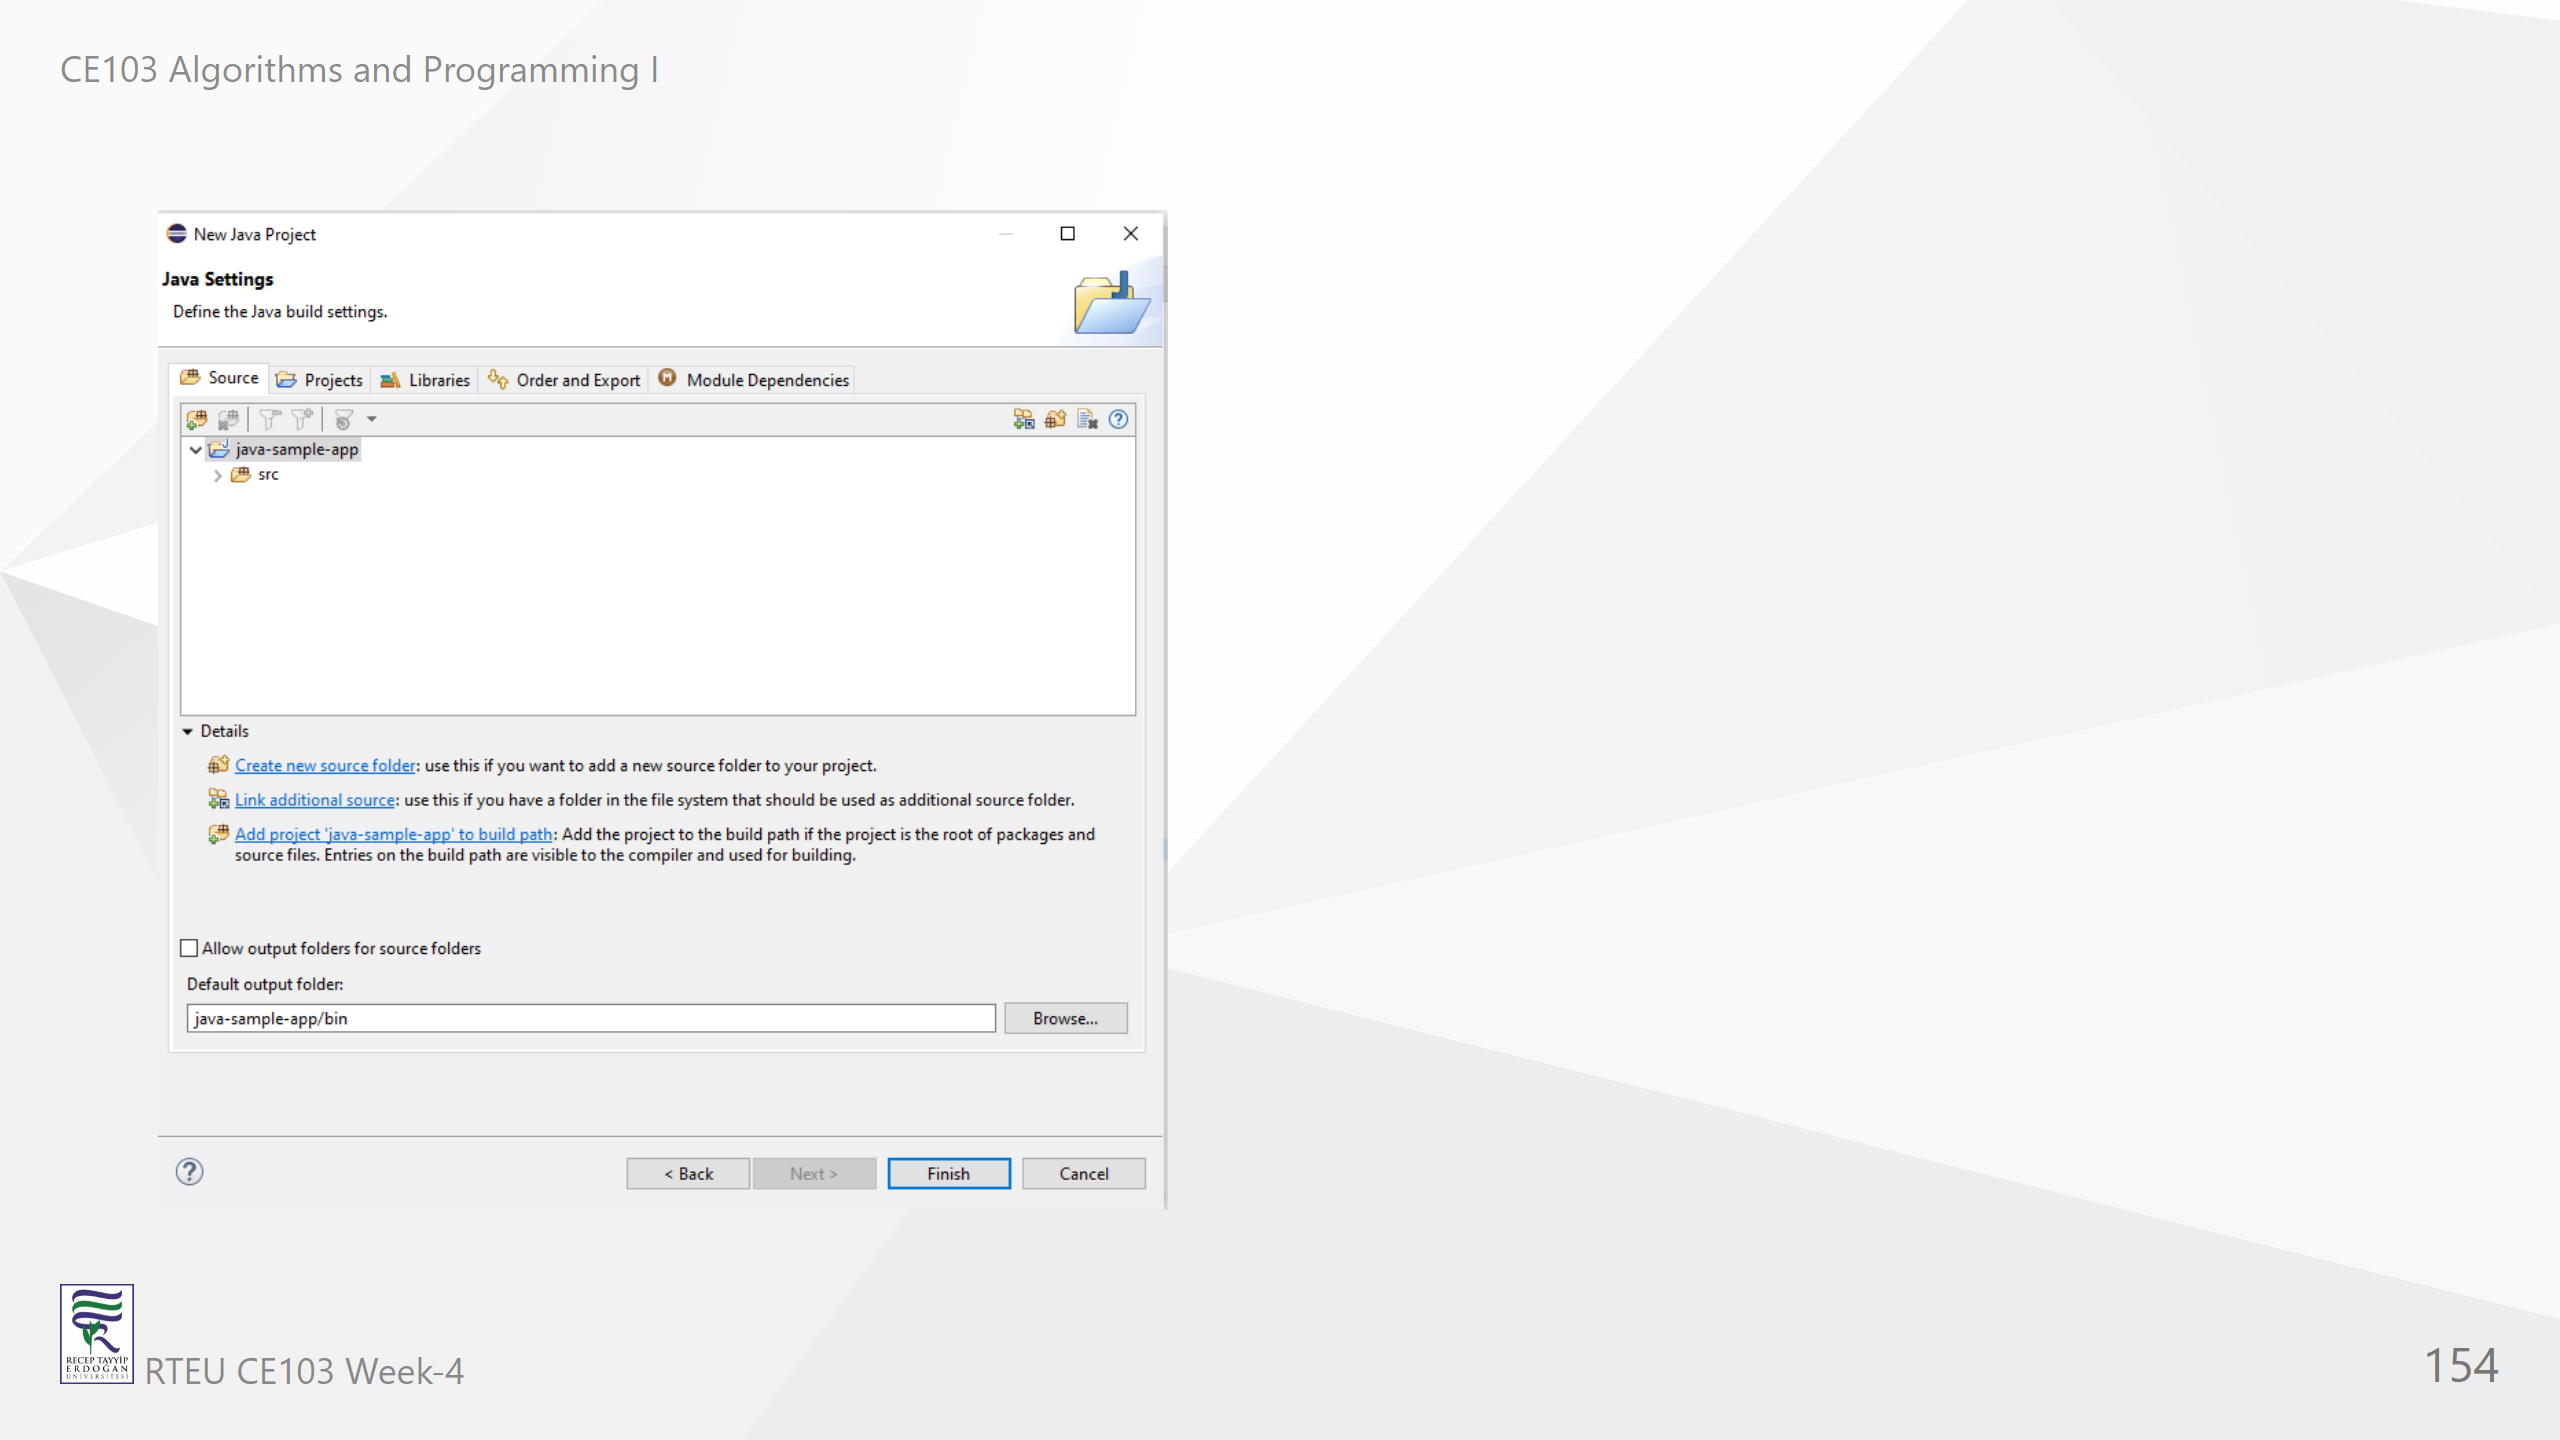 CE103 Algorithms and Programming I
New Java Project
Java Settings
Define the Java build settings.
Source Projects Libraries Order and Export Module Dependencies
java-sample-app
src
Details
Create new source folder: use this if you want to add a new source folder to your project.
Link additional source: use this if you have a folder in the file system that should be used as additional source folder.
Add project 'java-sample-app' to build path: Add the project to the build path if the project is the root of packages and
source files. Entries on the build path are visible to the compiler and used for building.
Allow output folders for source folders
Default output folder:
java-sample-app/bin Browse...
< Back Next > Finish Cancel
RECEP TAYYİP
ERDOĞAN
ÜNİVERSİTESİ
RTEU CE103 Week-4
154